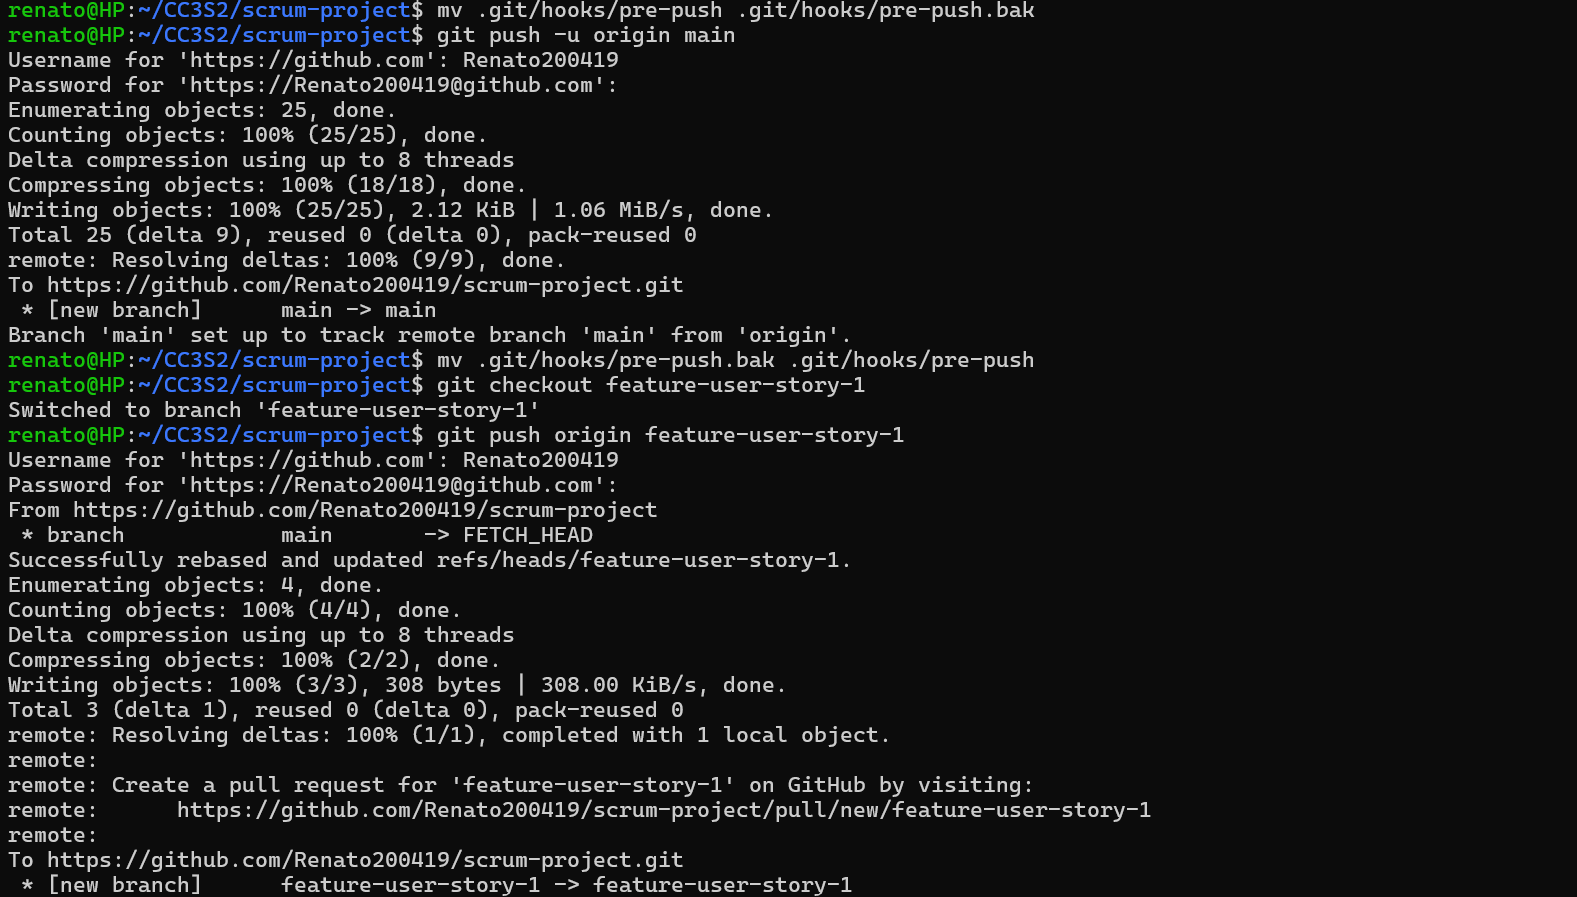 renato@HP:~/CC3S2/scrum-project$ mv .git/hooks/pre-push .git/hooks/pre-push.bak
renato@HP:~/CC3S2/scrum-project$ git push -u origin main
Username for 'https://github.com': Renato200419
Password for 'https://Renato200419@github.com':
Enumerating objects: 25, done.
Counting objects: 100% (25/25), done.
Delta compression using up to 8 threads
Compressing objects: 100% (18/18), done.
Writing objects: 100% (25/25), 2.12 KiB | 1.06 MiB/s, done.
Total 25 (delta 9), reused 0 (delta 0), pack-reused 0
remote: Resolving deltas: 100% (9/9), done.
To https://github.com/Renato200419/scrum-project.git
 * [new branch]      main -> main
Branch 'main' set up to track remote branch 'main' from 'origin'.
renato@HP:~/CC3S2/scrum-project$ mv .git/hooks/pre-push.bak .git/hooks/pre-push
renato@HP:~/CC3S2/scrum-project$ git checkout feature-user-story-1
Switched to branch 'feature-user-story-1'
renato@HP:~/CC3S2/scrum-project$ git push origin feature-user-story-1
Username for 'https://github.com': Renato200419
Password for 'https://Renato200419@github.com':
From https://github.com/Renato200419/scrum-project
 * branch            main       -> FETCH_HEAD
Successfully rebased and updated refs/heads/feature-user-story-1.
Enumerating objects: 4, done.
Counting objects: 100% (4/4), done.
Delta compression using up to 8 threads
Compressing objects: 100% (2/2), done.
Writing objects: 100% (3/3), 308 bytes | 308.00 KiB/s, done.
Total 3 (delta 1), reused 0 (delta 0), pack-reused 0
remote: Resolving deltas: 100% (1/1), completed with 1 local object.
remote:
remote: Create a pull request for 'feature-user-story-1' on GitHub by visiting:
remote:      https://github.com/Renato200419/scrum-project/pull/new/feature-user-story-1
remote:
To https://github.com/Renato200419/scrum-project.git
 * [new branch]      feature-user-story-1 -> feature-user-story-1